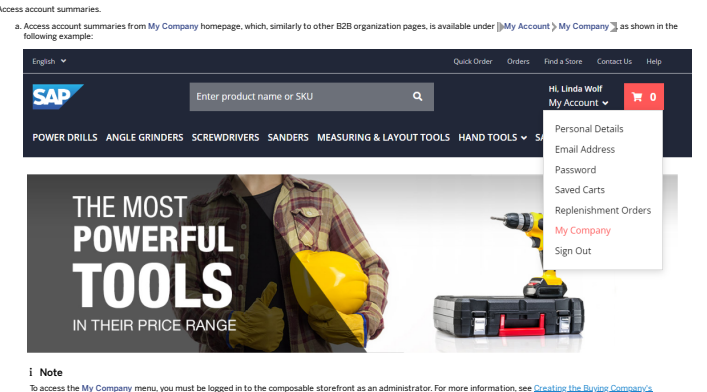 Access account summaries.
a. Access account summaries from My Company homepage, which, similarly to other B2B organization pages, is available under My Account > My Company, as shown in the
following example:
English
Quick Order Orders Find a Store Contact Us Help
SAP
Enter product name or SKU
Hi, Linda Wolf
My Account
0
POWER DRILLS ANGLE GRINDERS SCREWDRIVERS SANDERS MEASURING & LAYOUT TOOLS HAND TOOLS
Personal Details
Email Address
Password
Saved Carts
Replenishment Orders
My Company
Sign Out
THE MOST
POWERFUL
TOOLS
IN THEIR PRICE RANGE
i Note
To access the My Company menu, you must be logged in to the composable storefront as an administrator. For more information, see Creating the Buying Company's